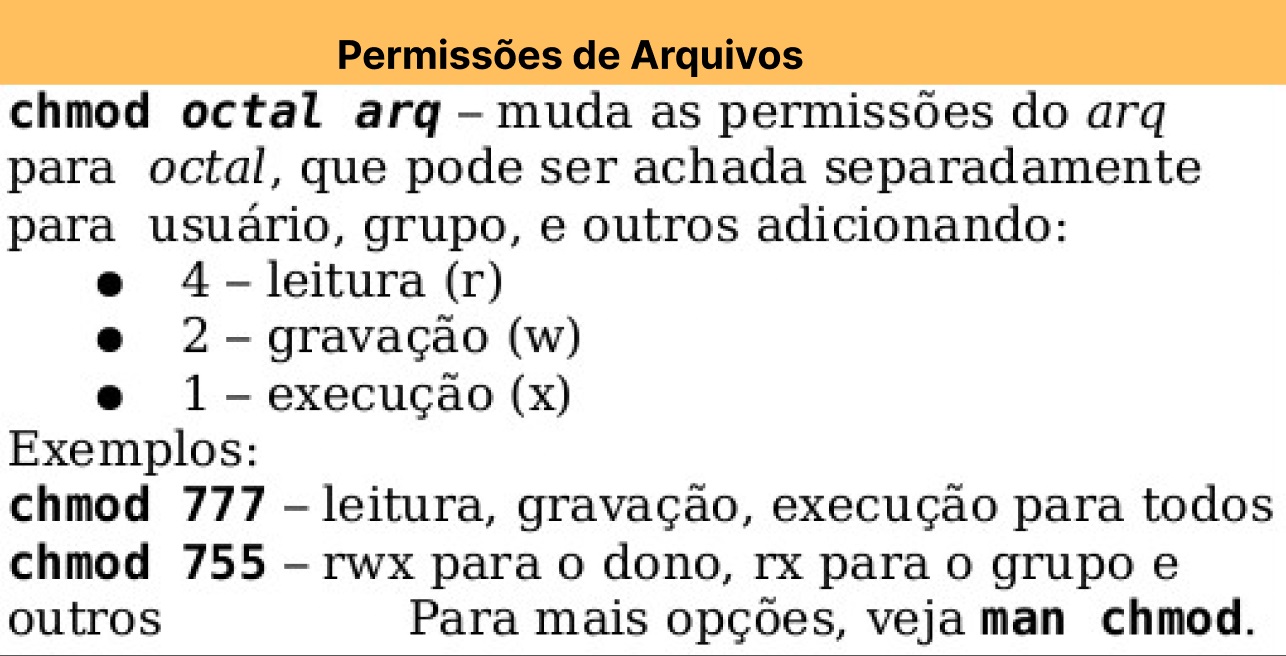 Permissões de Arquivos
chmod octal arq – muda as permissões do arq
para octal, que pode ser achada separadamente
para usuário, grupo, e outros adicionando:
● 4 – leitura (r)
● 2 – gravação (w)
● 1 – execução (x)
Exemplos:
chmod 777 – leitura, gravação, execução para todos
chmod 755 – rwx para o dono, rx para o grupo e
outros Para mais opções, veja man chmod.